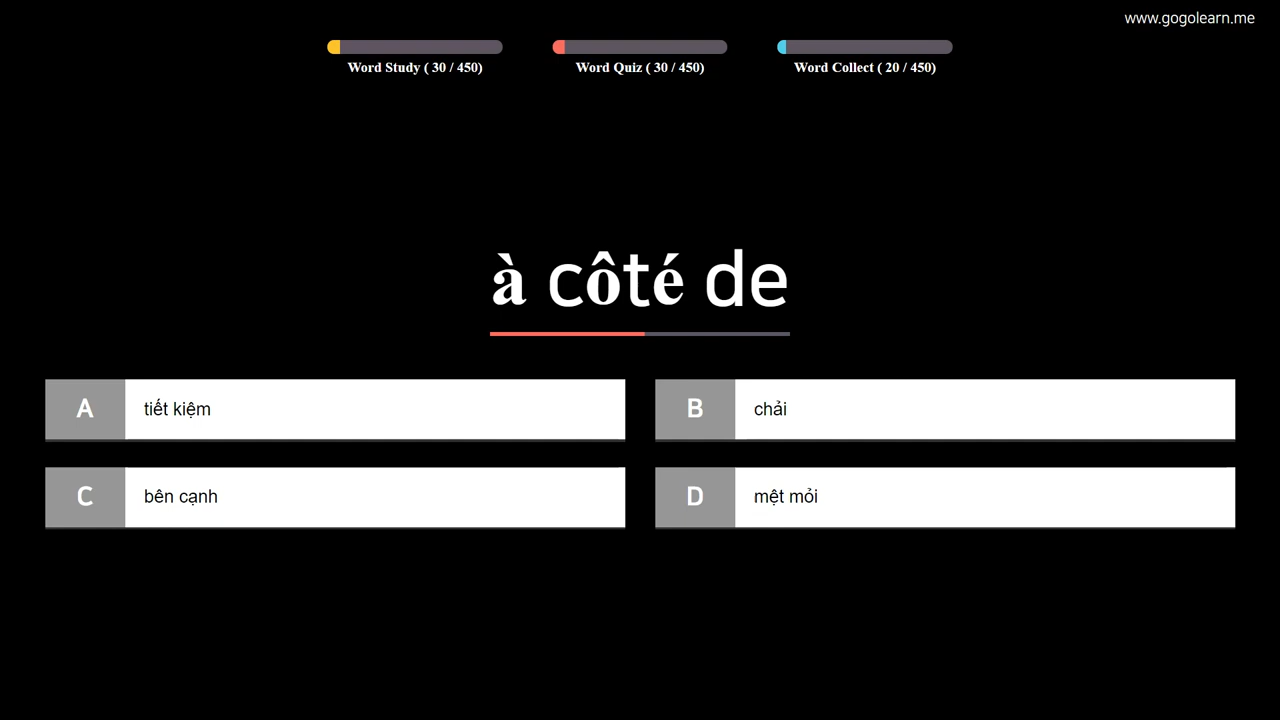 www.gogolearn.me
Word Study ( 30 / 450)
Word Quiz ( 30 / 450)
Word Collect ( 20 / 450)
à côté de
A tiết kiệm
B chải
C bên cạnh
D mệt mỏi